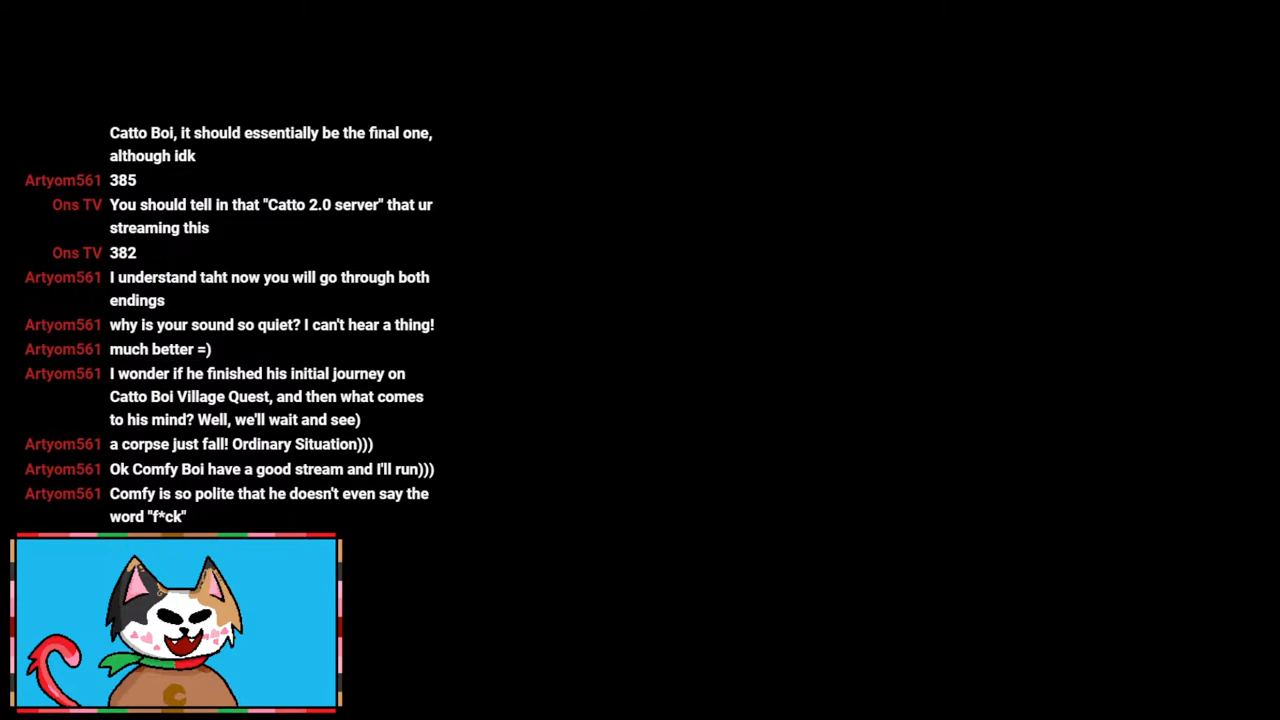 Catto Boi, it should essentially be the final one,
although idk
Artyom561 385
Ons TV You should tell in that "Catto 2.0 server" that ur
streaming this
Ons TV 382
Artyom561 I understand taht now you will go through both
endings
Artyom561 why is your sound so quiet? I can't hear a thing!
Artyom561 much better =)
Artyom561 I wonder if he finished his initial journey on
Catto Boi Village Quest, and then what comes
to his mind? Well, we'll wait and see)
Artyom561 a corpse just fall! Ordinary Situation)))
Artyom561 Ok Comfy Boi have a good stream and I'll run)))
Artyom561 Comfy is so polite that he doesn't even say the
word "f*ck"
C